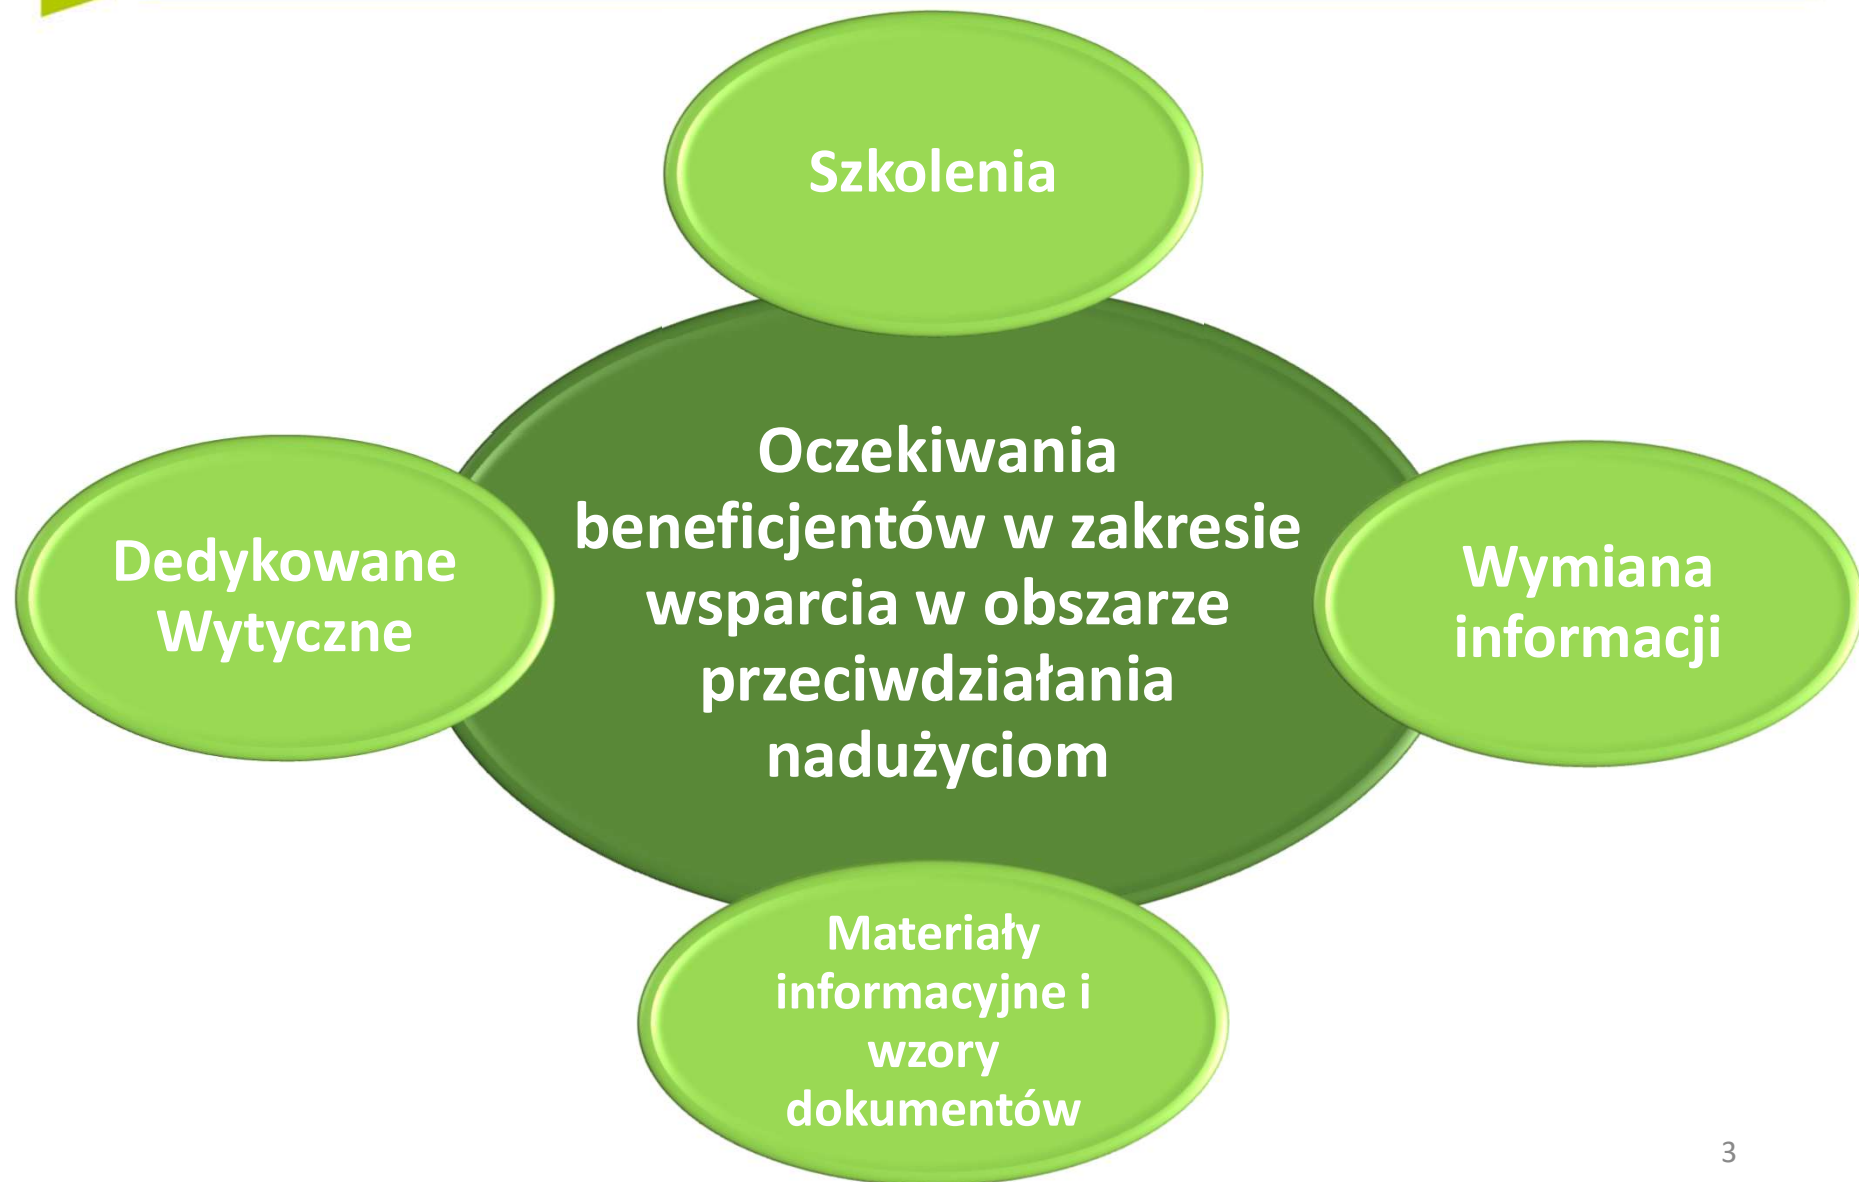 Szkolenia
Oczekiwania
beneficjentów w zakresie
wsparcia w obszarze
przeciwdziałania
nadużyciom
Dedykowane
Wytyczne
Wymiana
informacji
Materiały
informacyjne i
wzory
dokumentów
3